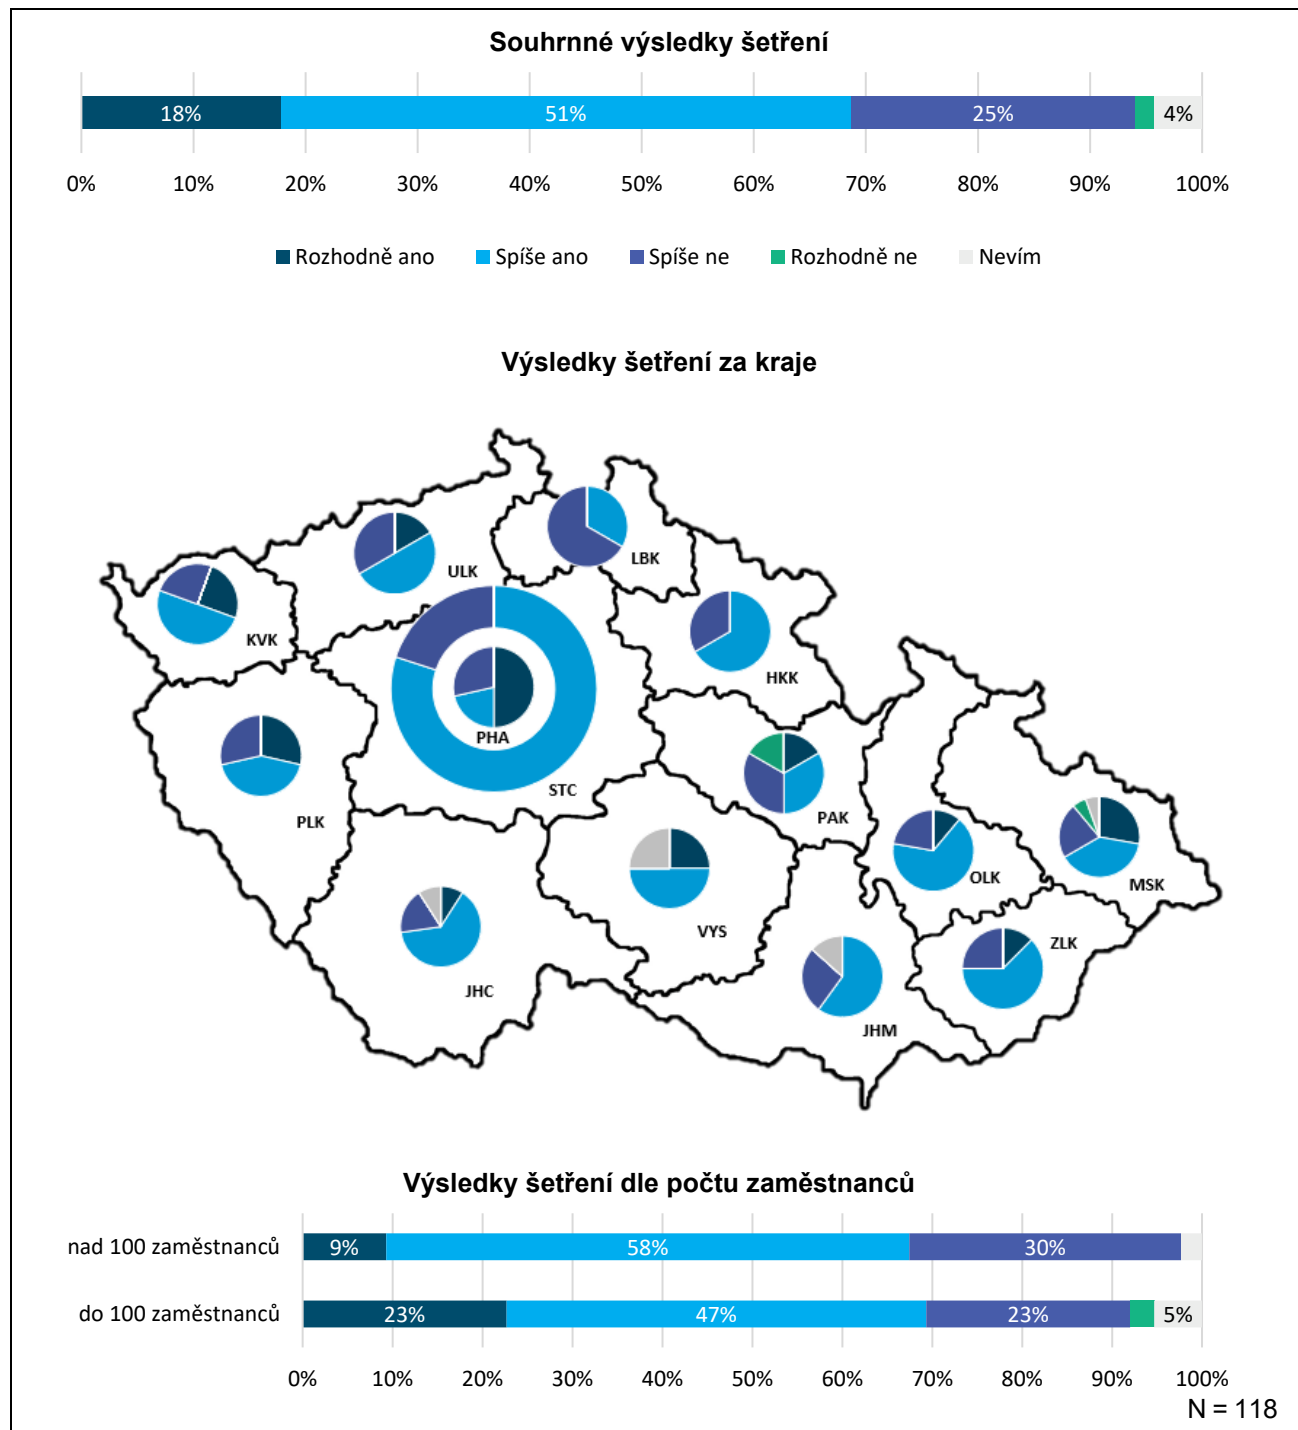 Souhrnné výsledky šetření
18% 51% 25% 4%
0% 10% 20% 30% 40% 50% 60% 70% 80% 90% 100%
Rozhodně ano Spíše ano Spíše ne Rozhodně ne Nevím
Výsledky šetření za kraje
LBK
ULK
KVK
HKK
PHA
STC
PLK
PAK
OLK
MSK
VYS
ZLK
JHC
JHM
Výsledky šetření dle počtu zaměstnanců
nad 100 zaměstnanců 9% 58% 30%
do 100 zaměstnanců 23% 47% 23% 5%
0% 10% 20% 30% 40% 50% 60% 70% 80% 90% 100%
N = 118